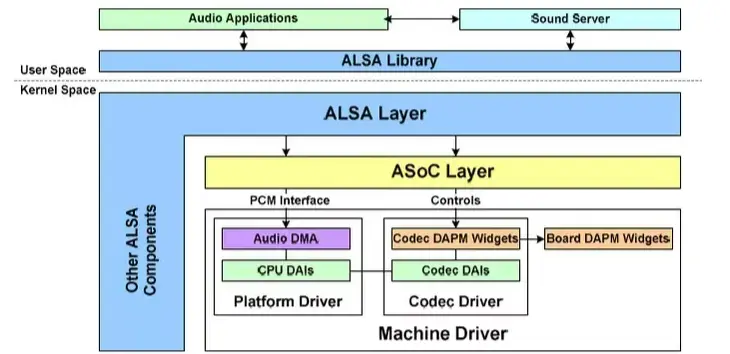 Audio Applications
Sound Server
ALSA Library
User Space
Kernel Space
ALSA Layer
ASoC Layer
PCM Interface
Controls
Audio DMA
Codec DAPM Widgets
Board DAPM Widgets
CPU DAIs
Codec DAIs
Platform Driver
Codec Driver
Machine Driver
Other ALSA
Components